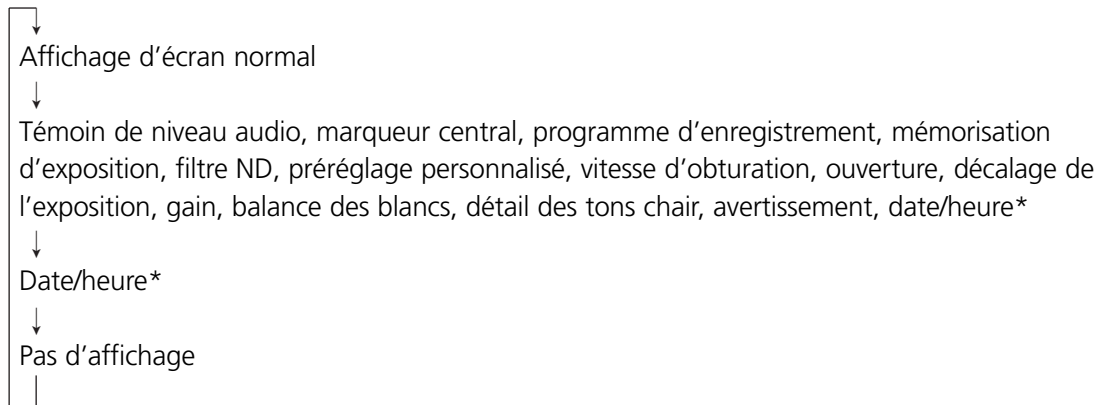 Affichage d’écran normal
Témoin de niveau audio, marqueur central, programme d’enregistrement, mémorisation
d’exposition, filtre ND, préréglage personnalisé, vitesse d’obturation, ouverture, décalage de
l’exposition, gain, balance des blancs, détail des tons chair, avertissement, date/heure*
Date/heure*
Pas d’affichage